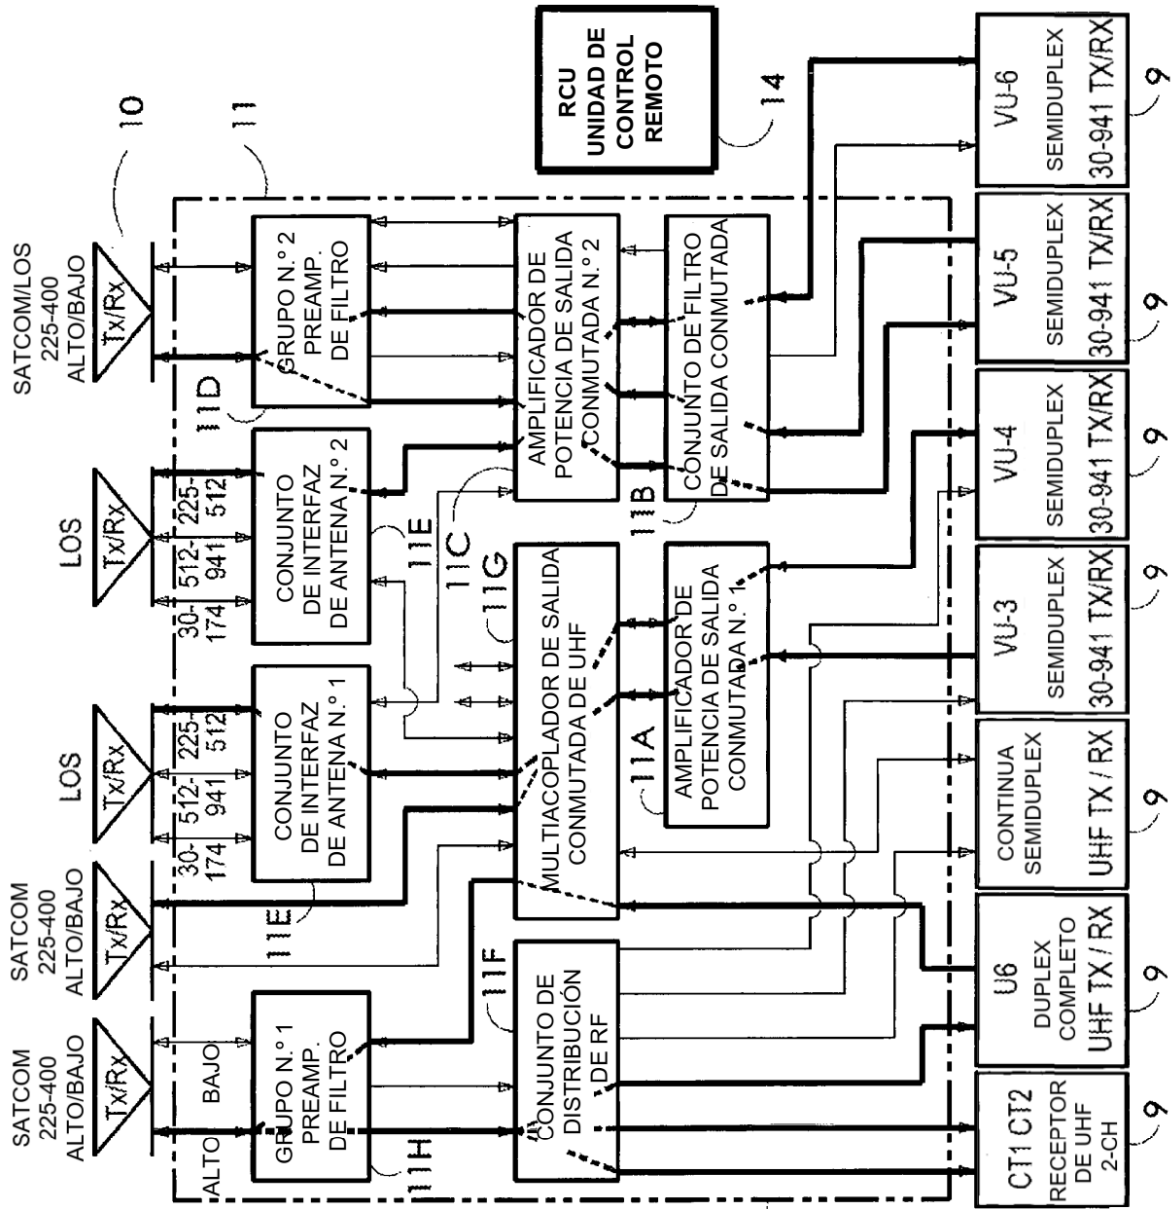 SATCOM
225-400
ALTO/BAJO
Tx/Rx
SATCOM
225-400
ALTO/BAJO
Tx/Rx
LOS
Tx/Rx
LOS
Tx/Rx
SATCOM/LOS
225-400
ALTO/BAJO
Tx/Rx
10
11
ALTO
BAJO
30-
174
512-
941
225-
512
30-
174
512-
941
225-
512
GRUPO N.º 1
PREAMP.
DE FILTRO
11H
CONJUNTO
DE INTERFAZ
DE ANTENA N.º 1
11E
CONJUNTO
DE INTERFAZ
DE ANTENA N.º 2
11E
GRUPO N.º 2
PREAMP.
DE FILTRO
11D
CONJUNTO DE
DISTRIBUCIÓN
DE RF
11F
MULTIACOPLADOR DE SALIDA
CONMUTADA DE UHF
11G
AMPLIFICADOR DE
POTENCIA DE SALIDA
CONMUTADA N.º 2
11C
AMPLIFICADOR DE
POTENCIA DE SALIDA
CONMUTADA N.º 1
11A
CONJUNTO DE FILTRO
DE SALIDA CONMUTADA
11B
RCU
UNIDAD DE
CONTROL
REMOTO
14
CT1 CT2
RECEPTOR
DE UHF
2-CH
9
U6
DUPLEX
COMPLETO
UHF TX / RX
9
CONTINUA
SEMIDUPLEX
UHF TX / RX
9
VU-3
SEMIDUPLEX
30-941 TX/RX
9
VU-4
SEMIDUPLEX
30-941 TX/RX
9
VU-5
SEMIDUPLEX
30-941 TX/RX
9
VU-6
SEMIDUPLEX
30-941 TX/RX
9